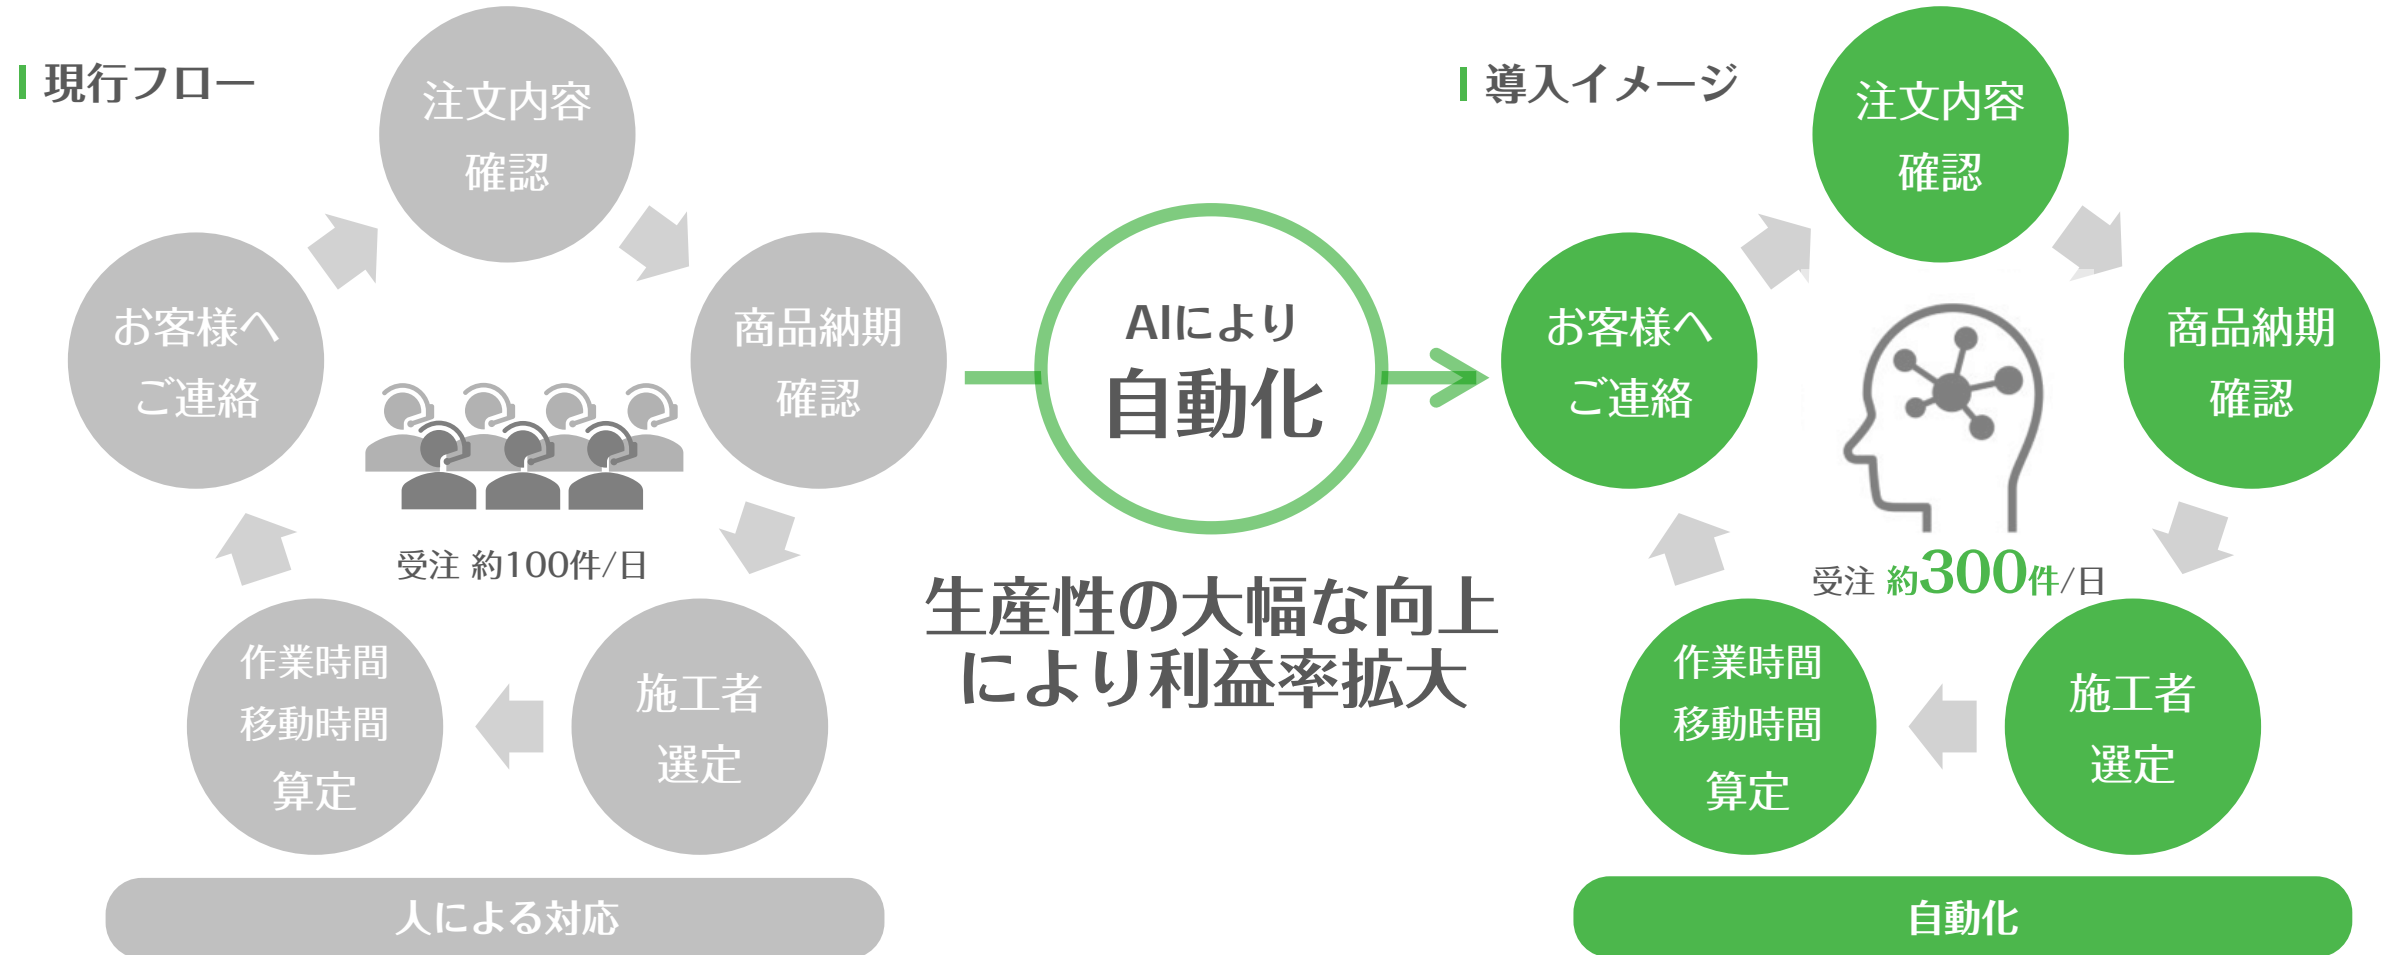 現行フロー
注文内容
確認
商品納期
確認
施工者
選定
作業時間
移動時間
算定
お客様へ
ご連絡
受注 約100件/日
人による対応
AIにより
自動化
生産性の大幅な向上
により利益率拡大
導入イメージ
注文内容
確認
商品納期
確認
施工者
選定
作業時間
移動時間
算定
お客様へ
ご連絡
受注 約300件/日
自動化